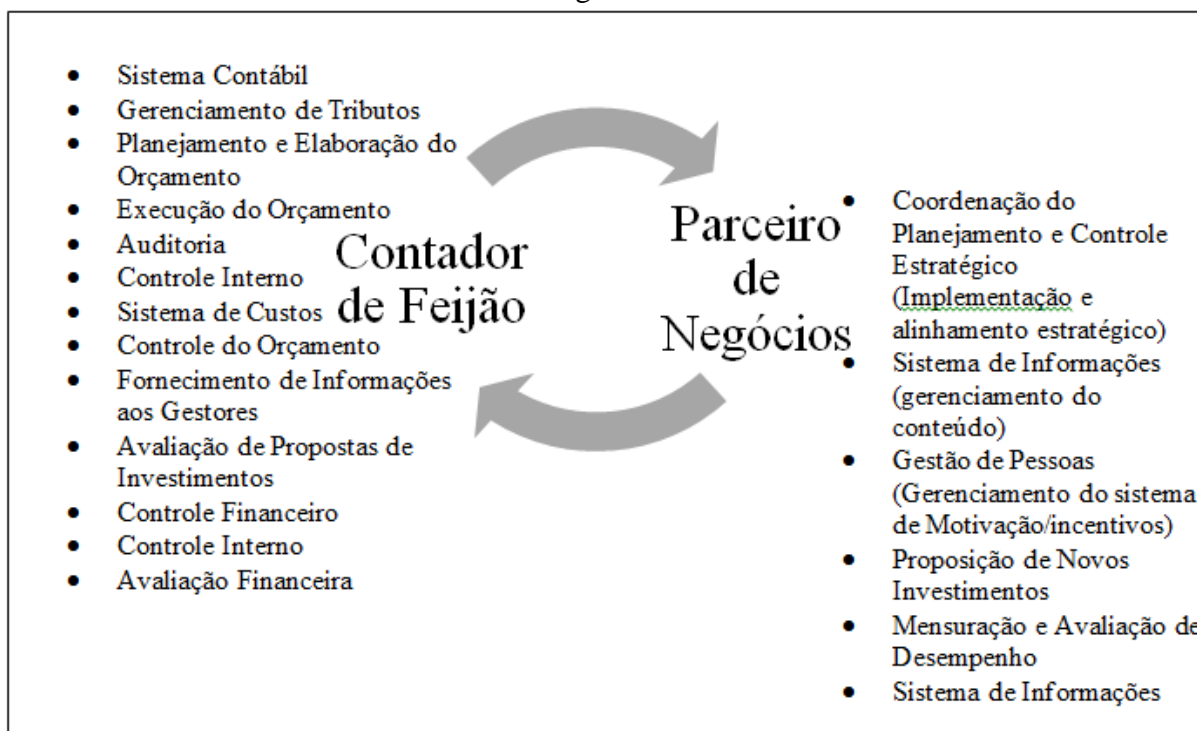 • Sistema Contábil
• Gerenciamento de Tributos
• Planejamento e Elaboração do
Orçamento
• Execução do Orçamento
• Auditoria
• Controle Interno
• Sistema de Custos
• Controle do Orçamento
• Fornecimento de Informações
aos Gestores
• Avaliação de Propostas de
Investimentos
• Controle Financeiro
• Controle Interno
• Avaliação Financeira
Contador
de Feijão
Parceiro
de
Negócios
• Coordenação do
Planejamento e Controle
Estratégico
(Implementação e
alinhamento estratégico)
• Sistema de Informações
(gerenciamento do
conteúdo)
• Gestão de Pessoas
(Gerenciamento do sistema
de Motivação/incentivos)
• Proposição de Novos
Investimentos
• Mensuração e Avaliação de
Desempenho
• Sistema de Informações